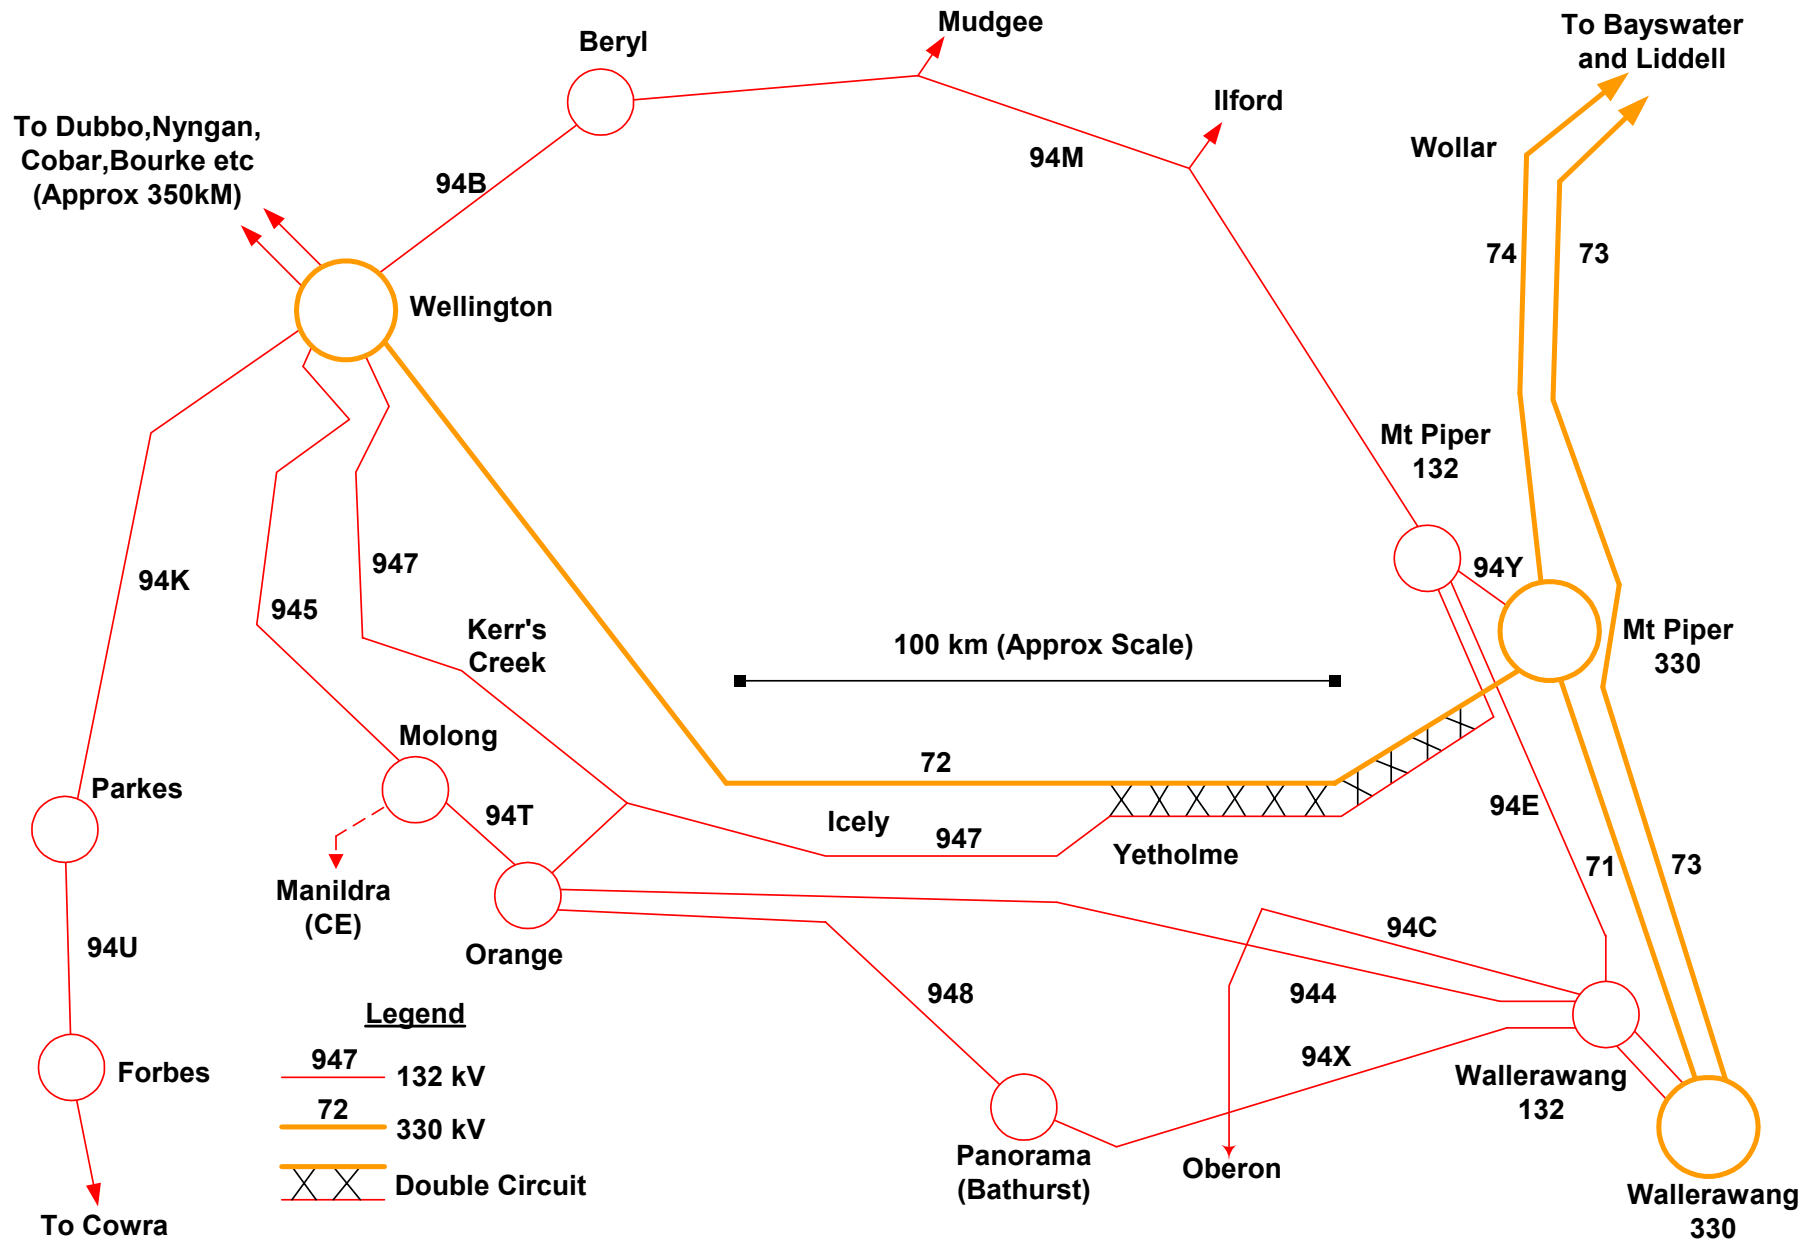 Mudgee
Beryl
To Bayswater
and Liddell
Ilford
To Dubbo,Nyngan,
Cobar,Bourke etc
(Approx 350kM)
94M
Wollar
94B
74
73
Wellington
Mt Piper
132
94K
947
945
94Y
Kerr's
Creek
100 km (Approx Scale)
Mt Piper
330
Molong
72
Parkes
94T
Icely
947
Yetholme
94E
71
73
Manildra
(CE)
94U
Orange
94C
948
944
Legend
947
132 kV
94X
Forbes
72
330 kV
Wallerawang
132
Panorama
(Bathurst)
Oberon
Double Circuit
Wallerawang
330
To Cowra